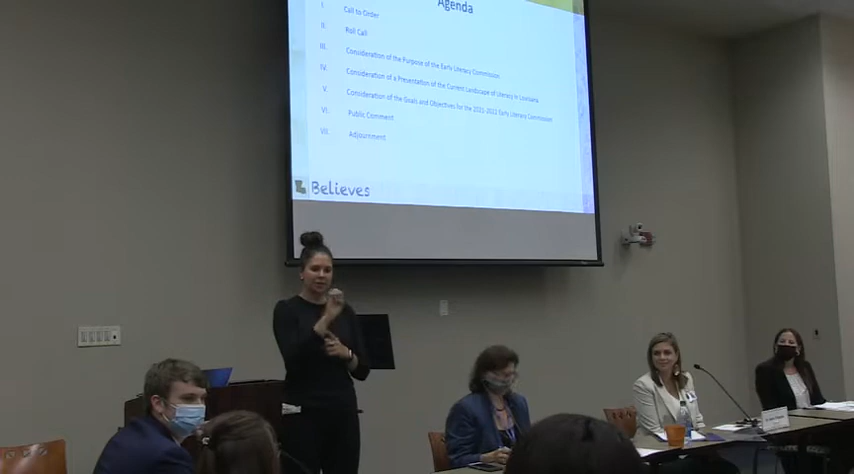 Agenda
I. Call to Order
II. Roll Call
III. Consideration of the Purpose of the Early Literacy Commission
IV. Consideration of a Presentation of the Current Landscape of Literacy in Louisiana
V. Consideration of the Goals and Objectives for the 2021-2022 Early Literacy Commission
VI. Public Comment
VII. Adjournment
Believes